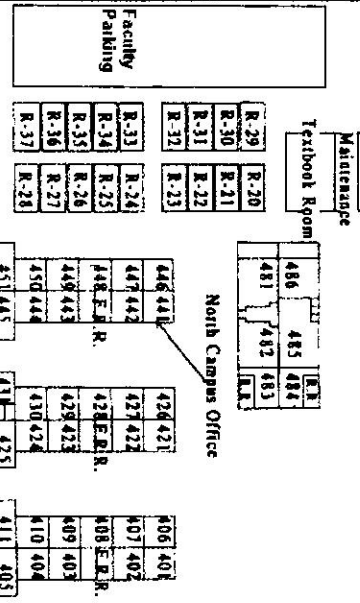 Faculty
Parking
Maintenance
Textbook Room
R-29 R-20
R-30 R-21
R-31 R-22
R-32 R-23
R-33 R-24
R-34 R-25
R-35 R-26
R-36 R-27
R-37 R-28
486 485 484 R.R
481 482 483 R.R
North Campus Office
446 441
447 442
448 F.R.R.
449 443
450 444
451 445
426 421
427 422
428 F.R.R.
429 423
430 424
431 425
406 401
407 402
408 F.R.R.
409 403
410 404
411 405